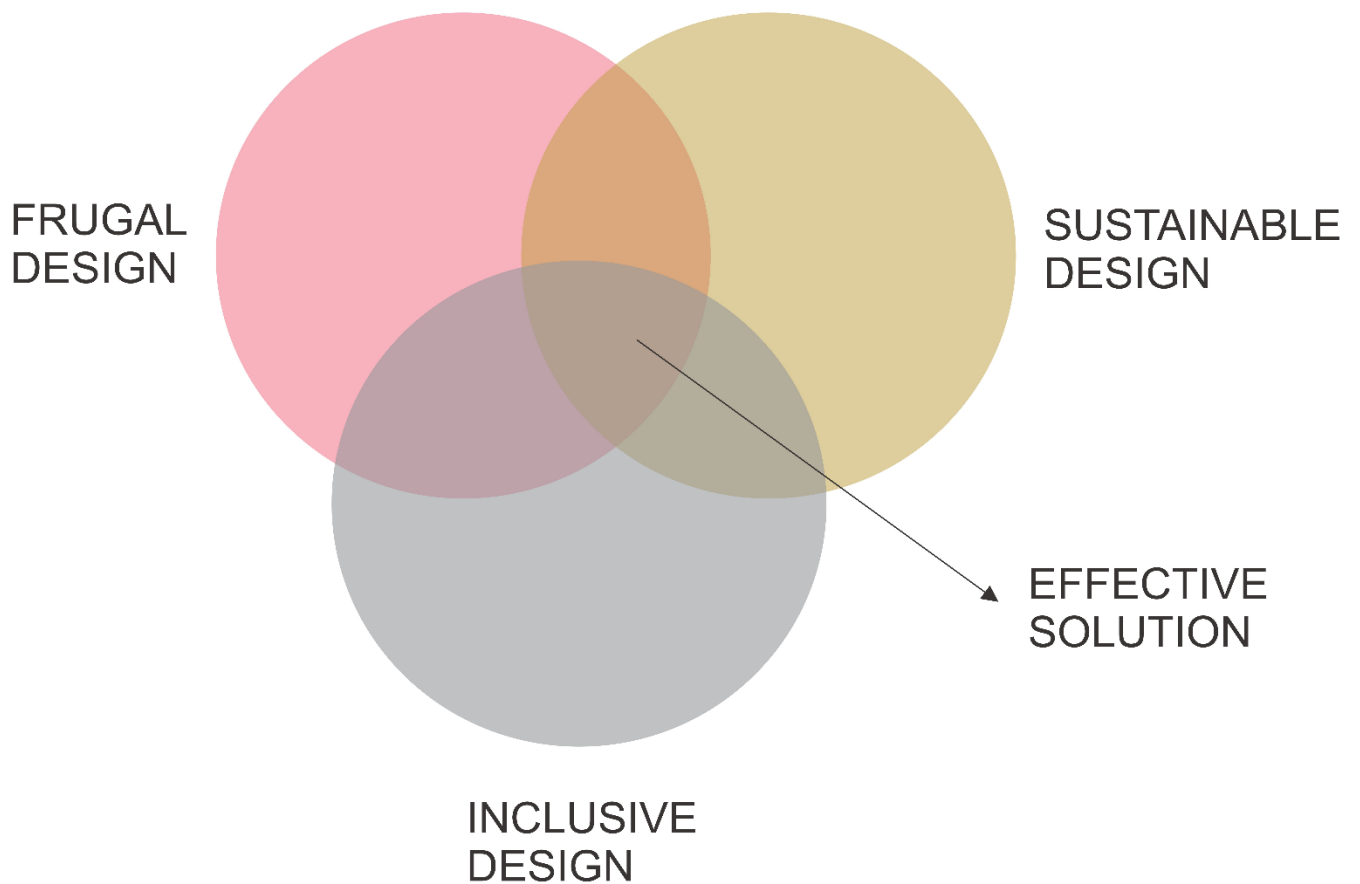 FRUGAL
DESIGN
SUSTAINABLE
DESIGN
EFFECTIVE
SOLUTION
INCLUSIVE
DESIGN